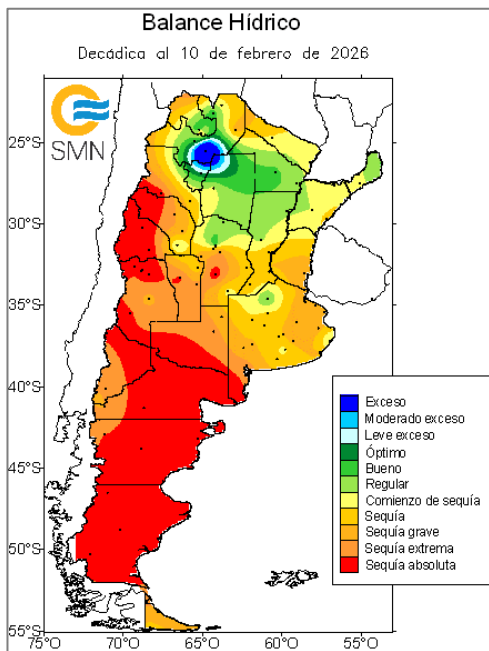 Balance Hídrico
Decádica al 10 de febrero de 2026
SMN
25°S
30°S
35°S
40°S
45°S
50°S
55°S
75°O
70°O
65°O
60°O
55°O
Exceso
Moderado exceso
Leve exceso
Óptimo
Bueno
Regular
Comienzo de sequía
Sequía
Sequía grave
Sequía extrema
Sequía absoluta